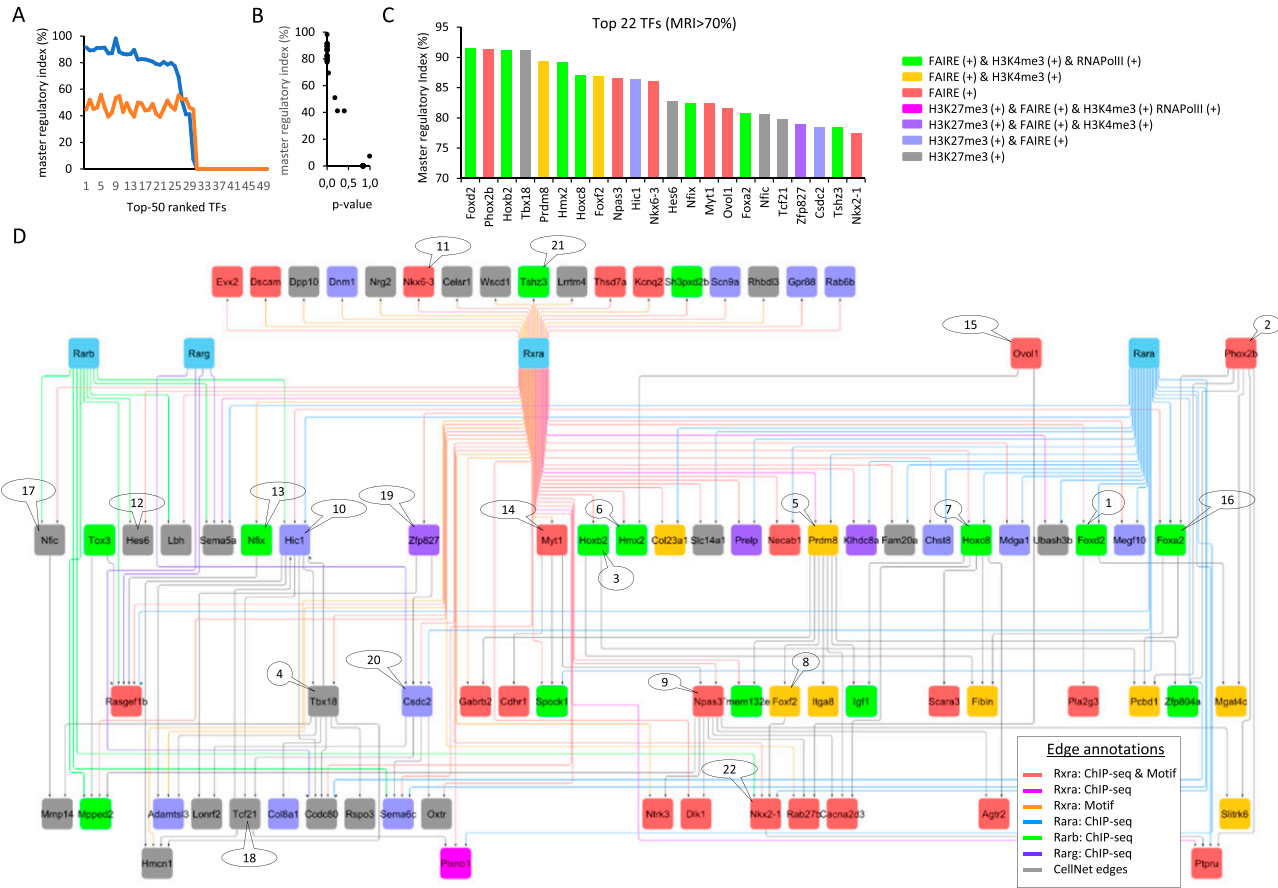 A
master regulatory index (%)
100
80
60
40
20
0
1 5 9 13 17 21 25 29 33 37 41 45 49
Top-50 ranked TFs
B
master regulatory index (%)
100
80
60
40
20
0
0,0 0,5 1,0
p-value
C
Top 22 TFs (MRI>70%)
Master regulatory Index (%)
95
90
85
80
75
70
Foxd2
Phox2b
Hoxb2
Tbx18
Prdm8
Hmx2
Hoxc8
Foxf2
Npas3
Hic1
Nkx6-3
Hes6
Nfix
Myt1
Ovol1
Foxa2
Nfic
Tcf21
Zfp827
Csdc2
Tshz3
Nkx2-1
FAIRE (+) & H3K4me3 (+) & RNAPolII (+)
FAIRE (+) & H3K4me3 (+)
FAIRE (+)
H3K27me3 (+) & FAIRE (+) & H3K4me3 (+) RNAPolII (+)
H3K27me3 (+) & FAIRE (+) & H3K4me3 (+)
H3K27me3 (+) & FAIRE (+)
H3K27me3 (+)
D
11 21
Evx2 Dscam Dpp10 Dnm1 Nrg2 Nkx6-3 Celsr1 Wscd1 Tshz3 Lrrtm4 Thsd7a Kcnq2 Sh3pxd2b Scn9a Rhbdl3 Gpr88 Rab6b
15 2
Rarb Rarg Rxra Ovol1 Rara Phox2b
17 12 13 10 19 14 6 5 7 1 16
Nfic Tox3 Hes6 Lbh Sema5a Nfix Hic1 Zfp827 Myt1 Hoxb2 Hmx2 Col23a1 Slc14a1 Prelp Necab1 Prdm8 Klhdc8a Fam20a Chst8 Hoxc8 Mdga1 Ubash3b Foxd2 Megf10 Foxa2
3
4 20 9 8
Rasgef1b Tbx18 Csdc2 Gabrb2 Cdhr1 Spock1 Npas3 Tmem132e Foxf2 Itga8 Igf1 Scara3 Fibin Pla2g3 Pcbd1 Zfp804a Mgat4c
22
Mmp14 Mpped2 Adamtsl3 Lonrf2 Tcf21 Col8a1 Ccdc80 Rspo3 Sema6c Oxtr Ntrk3 Dlk1 Nkx2-1 Rab27b Cacna2d3 Agtr2 Slitrk6
18
Hmcn1 Plxnb1 Ptpru
Edge annotations
Rxra: ChIP-seq & Motif
Rxra: ChIP-seq
Rxra: Motif
Rara: ChIP-seq
Rarb: ChIP-seq
Rarg: ChIP-seq
CellNet edges